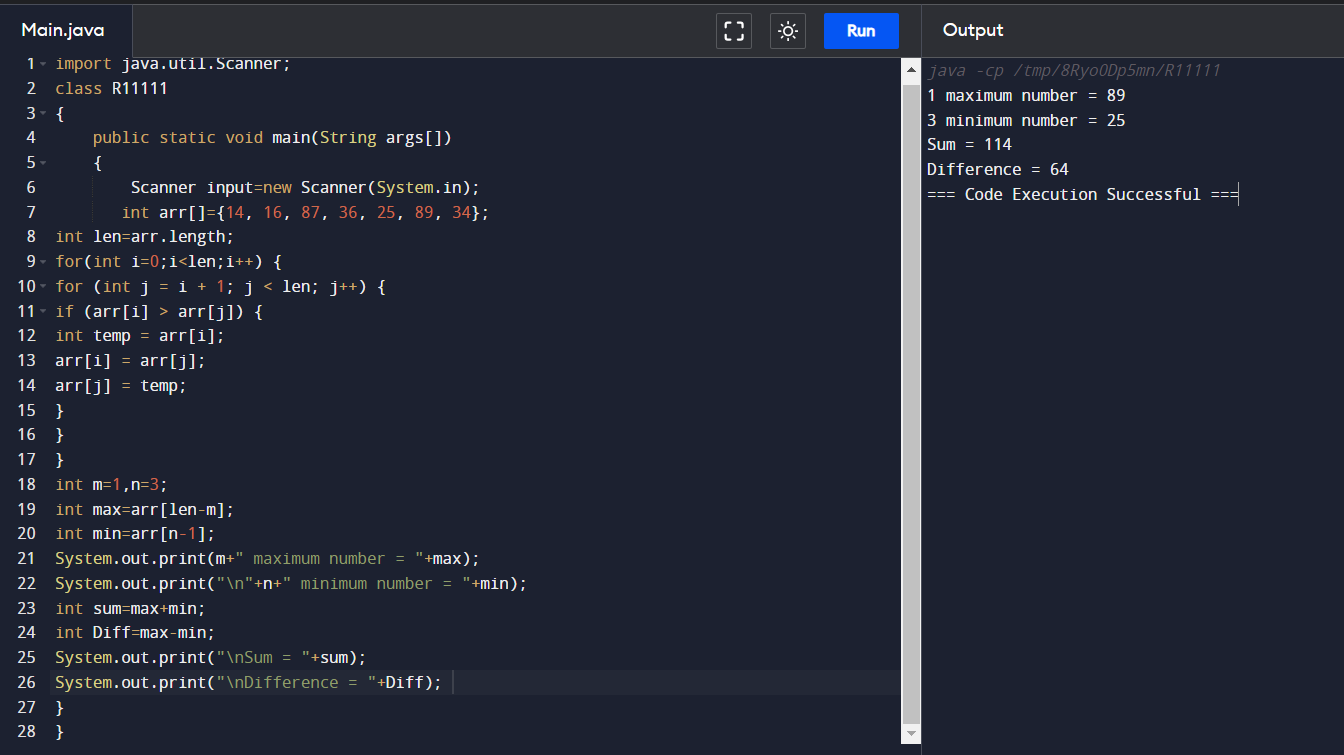 Main.java
Run
Output
1 import java.util.Scanner;
2 class R11111
3 {
4 public static void main(String args[])
5 {
6 Scanner input=new Scanner(System.in);
7 int arr[]={14, 16, 87, 36, 25, 89, 34};
8 int len=arr.length;
9 for(int i=0;i<len;i++) {
10 for (int j = i + 1; j < len; j++) {
11 if (arr[i] > arr[j]) {
12 int temp = arr[i];
13 arr[i] = arr[j];
14 arr[j] = temp;
15 }
16 }
17 }
18 int m=1,n=3;
19 int max=arr[len-m];
20 int min=arr[n-1];
21 System.out.print(m+" maximum number = "+max);
22 System.out.print("\n"+n+" minimum number = "+min);
23 int sum=max+min;
24 int Diff=max-min;
25 System.out.print("\nSum = "+sum);
26 System.out.print("\nDifference = "+Diff);
27 }
28 }
java -cp /tmp/8RyoODp5mn/R11111
1 maximum number = 89
3 minimum number = 25
Sum = 114
Difference = 64
=== Code Execution Successful ===